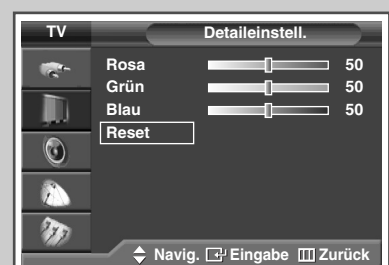 TV Detaileinstell.
Rosa 50
Grün 50
Blau 50
Reset
Navig. Eingabe Zurück